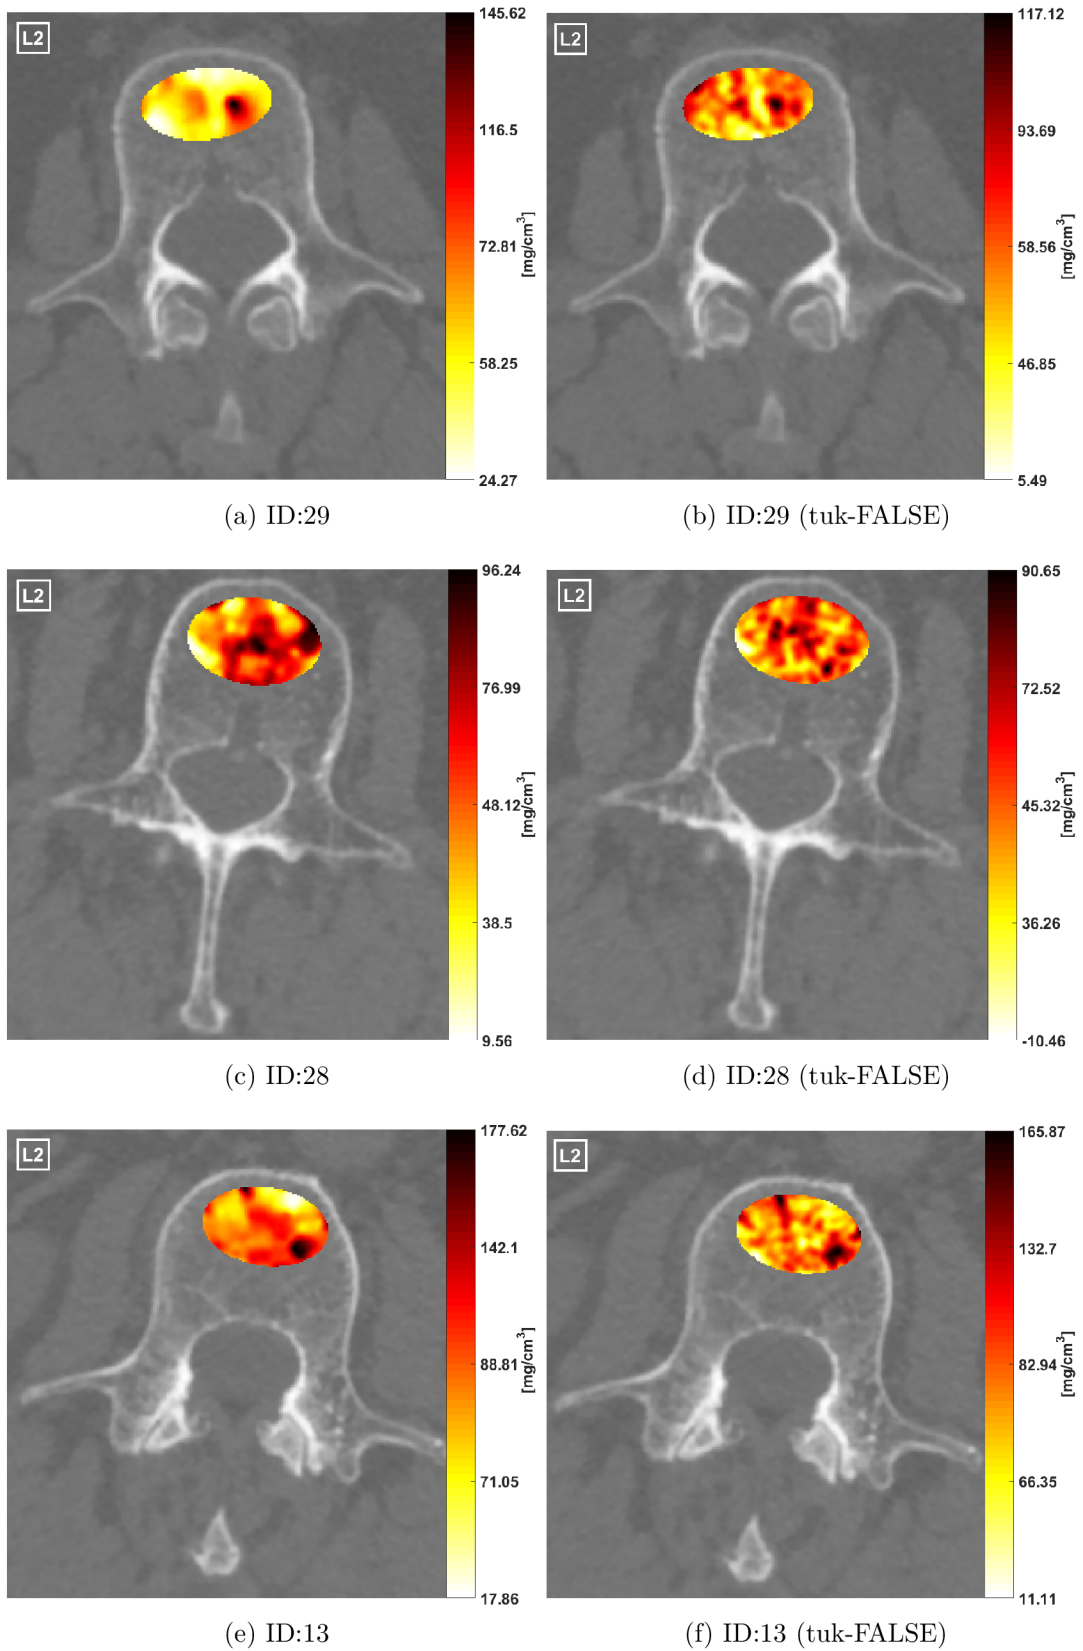 L2
145.62
116.5
72.81
[mg/cm³]
58.25
24.27
(a) ID:29
L2
117.12
93.69
58.56
[mg/cm³]
46.85
5.49
(b) ID:29 (tuk-FALSE)
L2
96.24
76.99
48.12
[mg/cm³]
38.5
9.56
(c) ID:28
L2
90.65
72.52
45.32
[mg/cm³]
36.26
-10.46
(d) ID:28 (tuk-FALSE)
L2
177.62
142.1
88.81
[mg/cm³]
71.05
17.86
(e) ID:13
L2
165.87
132.7
82.94
[mg/cm³]
66.35
11.11
(f) ID:13 (tuk-FALSE)